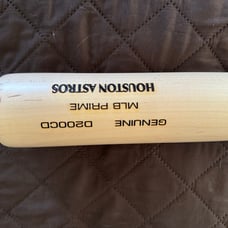 GENUINE D200CD
MLB PRIME
HOUSTON ASTROS